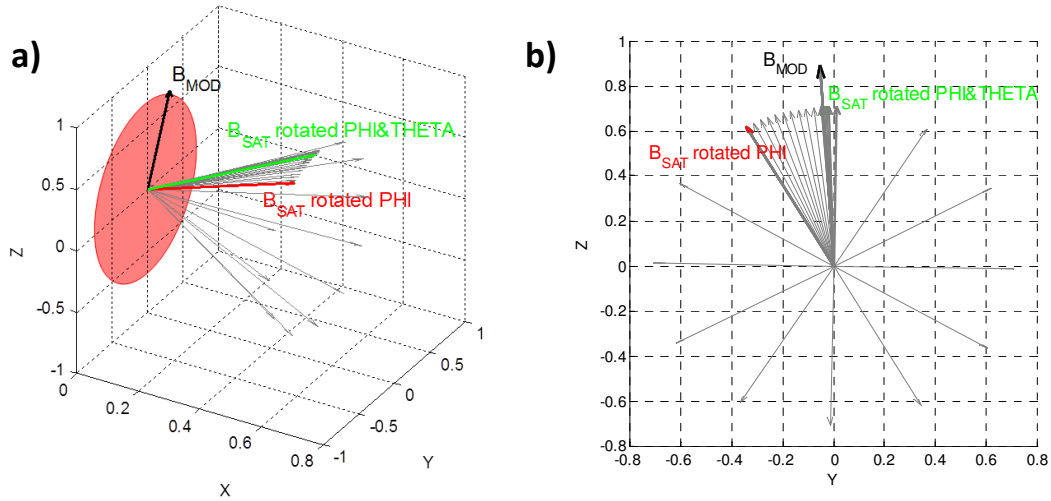 a)
B_MOD
B_SAT rotated PHI&THETA
B_SAT rotated PHI
1
0.5
0
-0.5
-1
Z
0
0.2
0.4
0.6
0.8
X
-1
-0.5
0
0.5
1
Y
b)
B_MOD
B_SAT rotated PHI&THETA
B_SAT rotated PHI
1
0.8
0.6
0.4
0.2
0
-0.2
-0.4
-0.6
-0.8
Z
-0.8 -0.6 -0.4 -0.2 0 0.2 0.4 0.6 0.8
Y